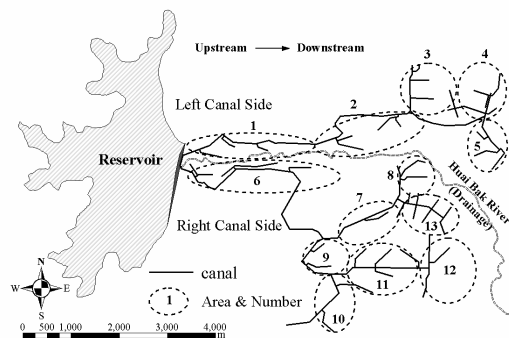 Upstream Downstream
3
4
Left Canal Side
2
1
5
Reservoir
6
8
Huai Bak River
(Drainage)
Right Canal Side
7
13
9
canal
11
12
1 Area & Number
10
N
W E
S
0 500 1,000 2,000 3,000 4,000
m